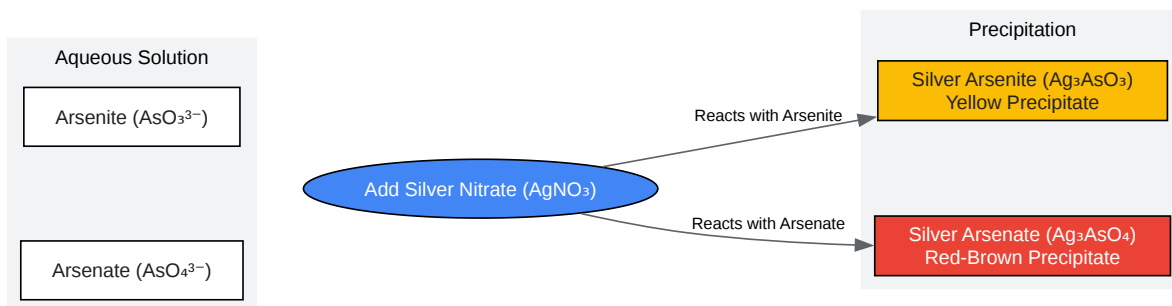 Aqueous Solution
Arsenite (AsO₃³⁻)
Arsenate (AsO₄³⁻)
Add Silver Nitrate (AgNO₃)
Reacts with Arsenite
Reacts with Arsenate
Precipitation
Silver Arsenite (Ag₃AsO₃)
Yellow Precipitate
Silver Arsenate (Ag₃AsO₄)
Red-Brown Precipitate